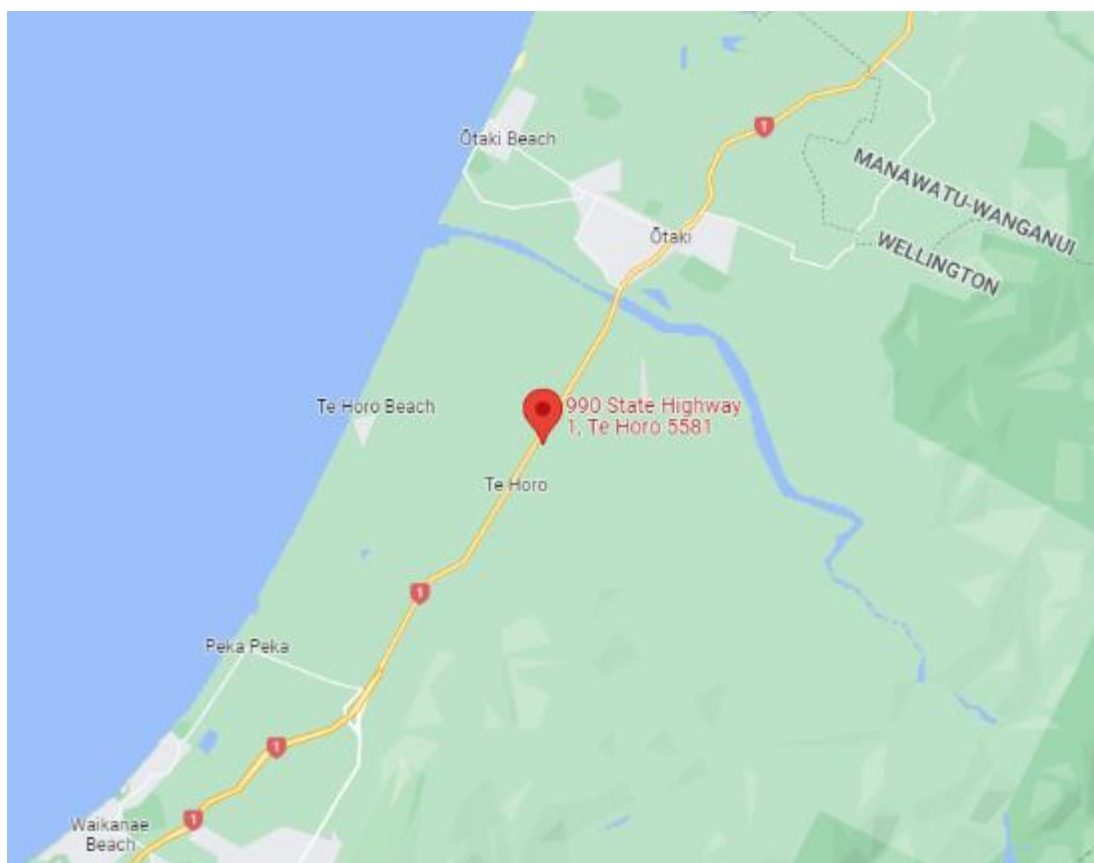 Ōtaki Beach
1
MANAWATU-WANGANUI
WELLINGTON
Ōtaki
990 State Highway
1, Te Horo 5581
Te Horo Beach
Te Horo
1
Peka Peka
1
1
Waikanae
Beach